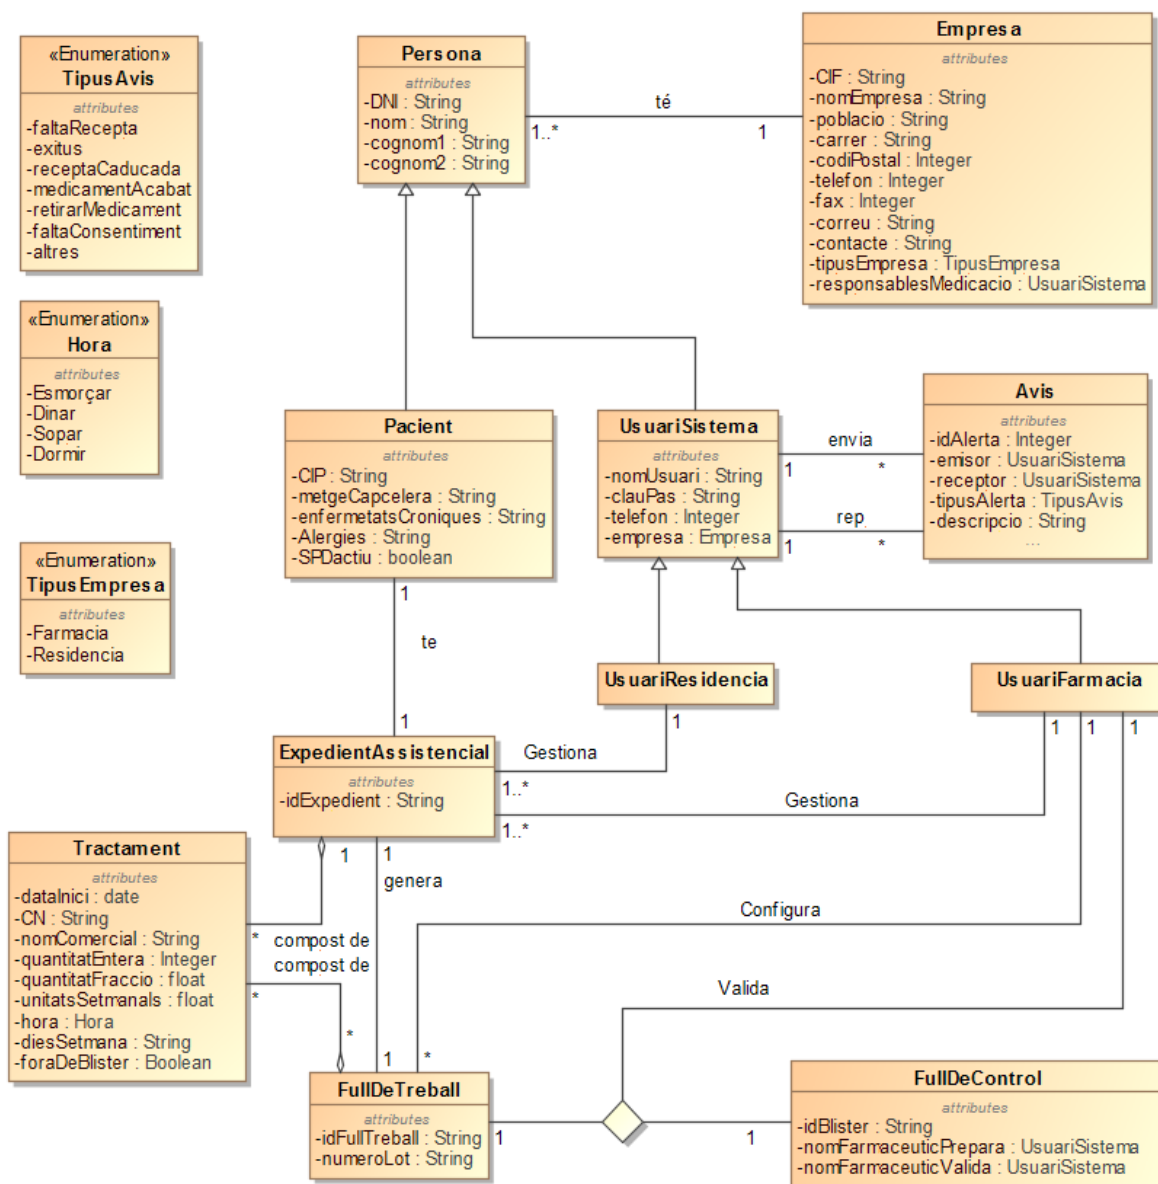 «Enumeration»
TipusAvis
attributes
-faltaRecepta
-exitus
-receptaCaducada
-medicamentAcabat
-retirarMedicament
-faltaConsentiment
-altres
«Enumeration»
Hora
attributes
-Esmorçar
-Dinar
-Sopar
-Dormir
«Enumeration»
TipusEmpresa
attributes
-Farmacia
-Residencia
Persona
attributes
-DNI : String
-nom : String
-cognom1 : String
-cognom2 : String
té
1..*
1
Empresa
attributes
-CIF : String
-nomEmpresa : String
-poblacio : String
-carrer : String
-codiPostal : Integer
-telefon : Integer
-fax : Integer
-correu : String
-contacte : String
-tipusEmpresa : TipusEmpresa
-responsablesMedicacio : UsuariSistema
Pacient
attributes
-CIP : String
-metgeCapcelera : String
-enfermetatsCroniques : String
-Alergies : String
-SPDactiu : boolean
UsuariSistema
attributes
-nomUsuari : String
-clauPas : String
-telefon : Integer
-empresa : Empresa
envia
1
*
rep
1
*
Avis
attributes
-idAlerta : Integer
-emisor : UsuariSistema
-receptor : UsuariSistema
-tipusAlerta : TipusAvis
-descripcio : String
...
1
te
1
UsuariResidencia
1
UsuariFarmacia
1
1
1
ExpedientAssistencial
attributes
-idExpedient : String
Gestiona
1..*
Gestiona
1..*
1
1
genera
Tractament
attributes
-dataInici : date
-CN : String
-nomComercial : String
-quantitatEntera : Integer
-quantitatFraccio : float
-unitatsSetmanals : float
-hora : Hora
-diesSetmana : String
-foraDeBlister : Boolean
*
compost de
compost de
*
*
1
*
Configura
Valida
FullDeTreball
attributes
-idFullTreball : String
-numeroLot : String
1
1
FullDeControl
attributes
-idBlister : String
-nomFarmaceuticPrepara : UsuariSistema
-nomFarmaceuticValida : UsuariSistema